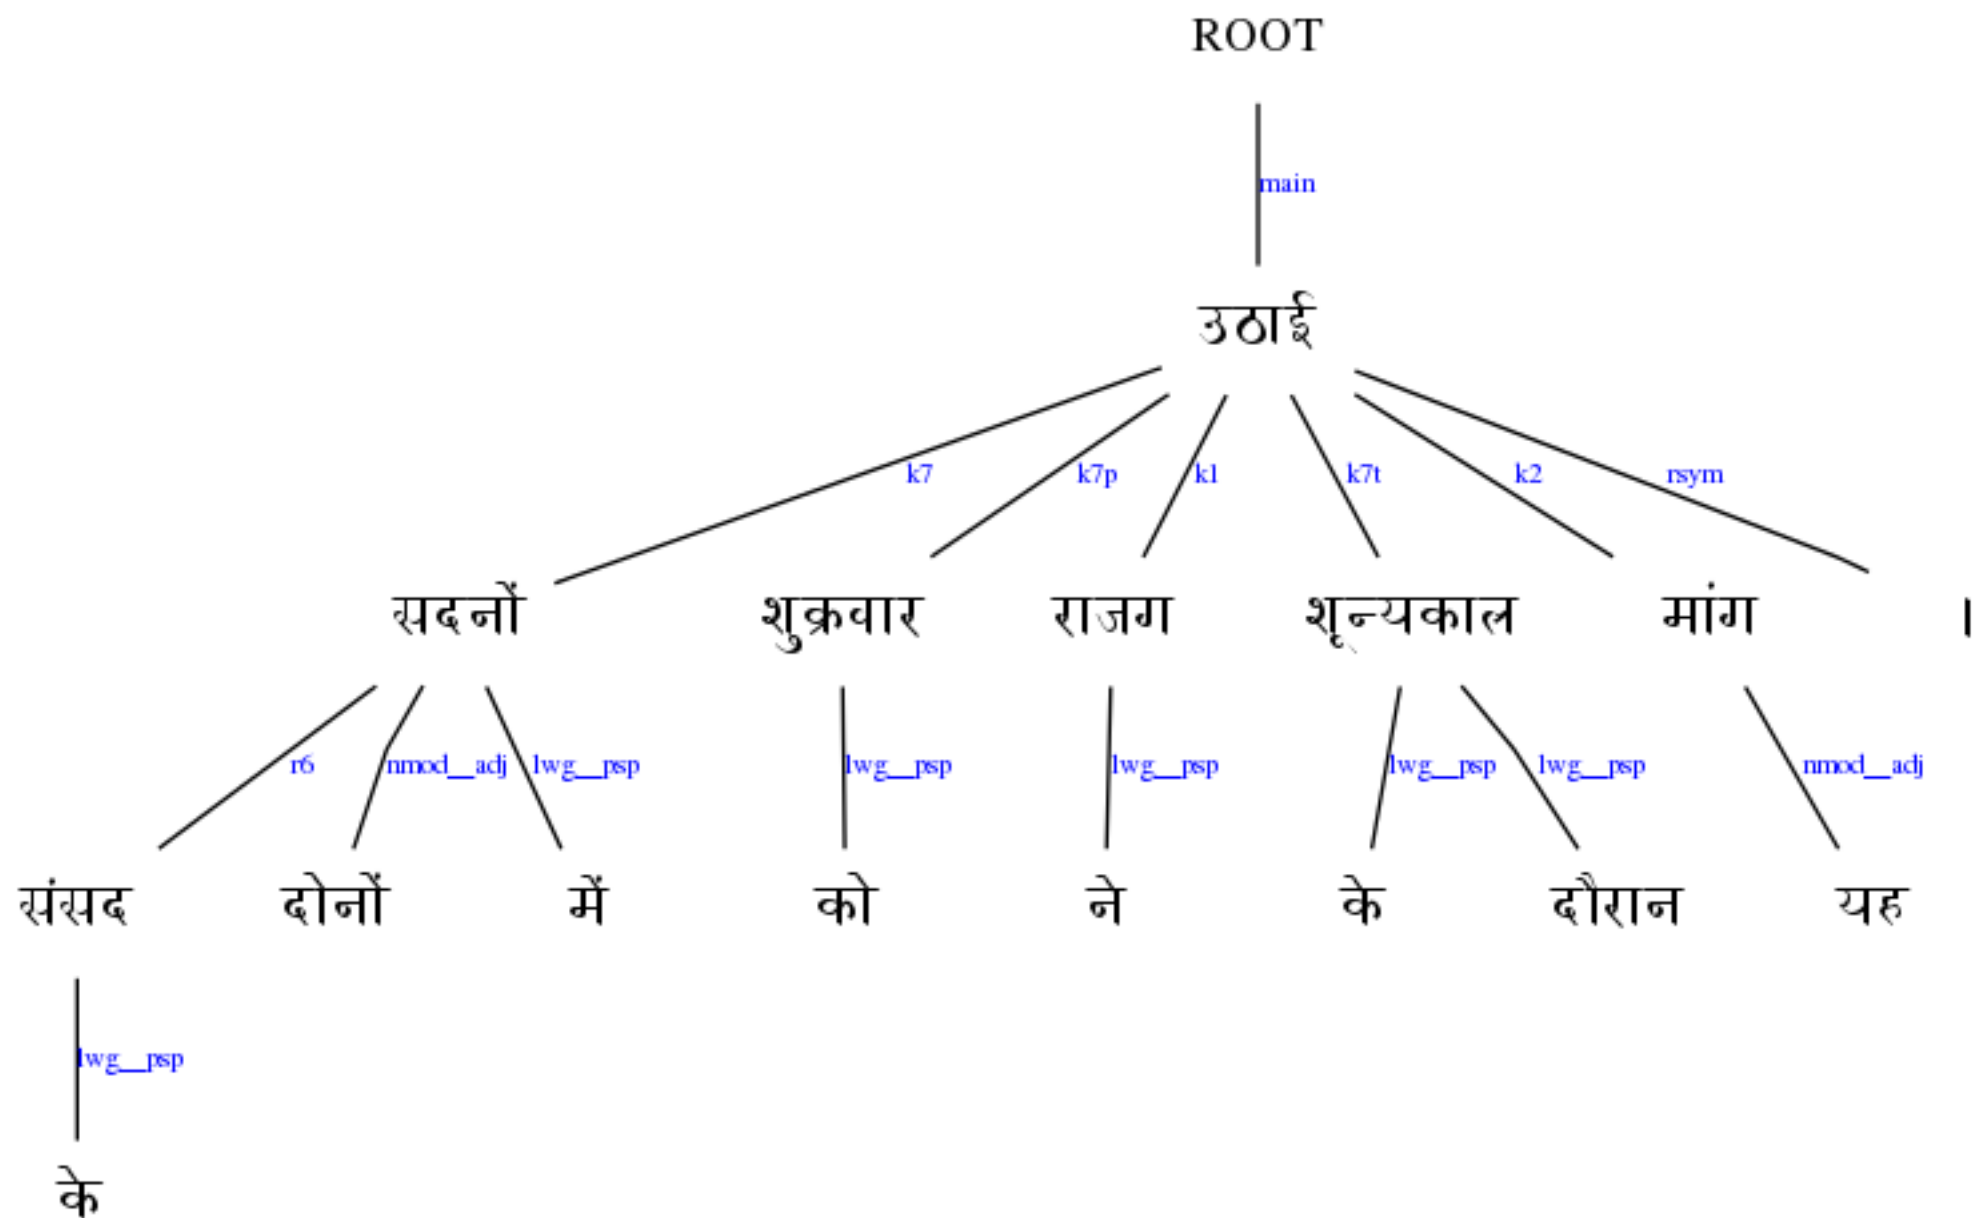 ROOT
main
उठाई
k7 k7p k1 k7t k2 rsym
सदनों शुक्रवार राजग शून्यकाल मांग ।
r6 nmod__adj lwg__psp lwg__psp lwg__psp lwg__psp lwg__psp nmod__adj
संसद दोनों में को ने के दौरान यह
lwg__psp
के